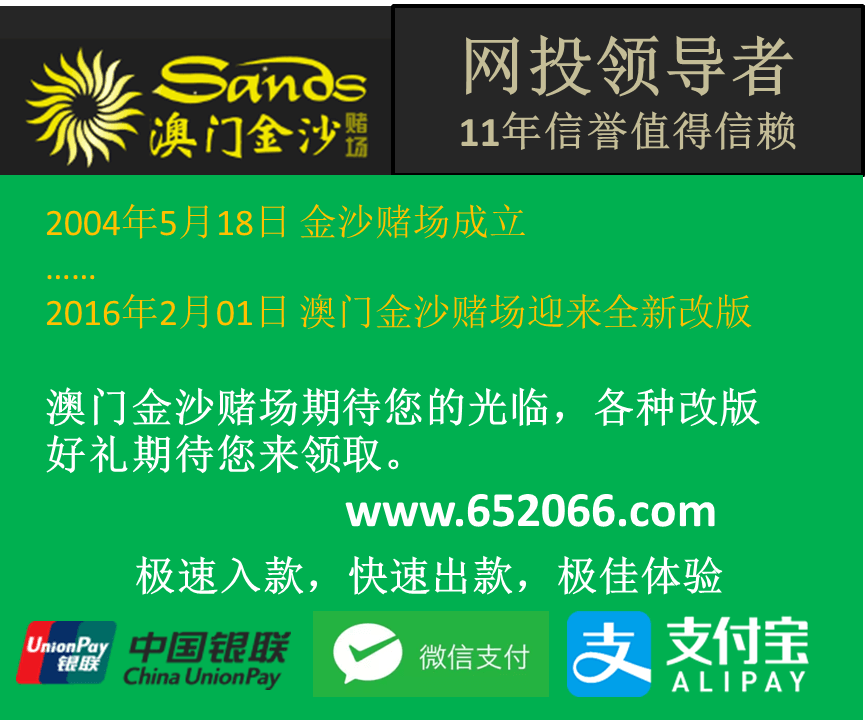 Sands
澳门金沙赌场
网投领导者
11年信誉值得信赖
2004年5月18日 金沙赌场成立
......
2016年2月01日 澳门金沙赌场迎来全新改版
澳门金沙赌场期待您的光临，各种改版
好礼期待您来领取。
www.652066.com
极速入款，快速出款，极佳体验
UnionPay
银联
中国银联
China UnionPay
微信支付
支
支付宝
ALIPAY